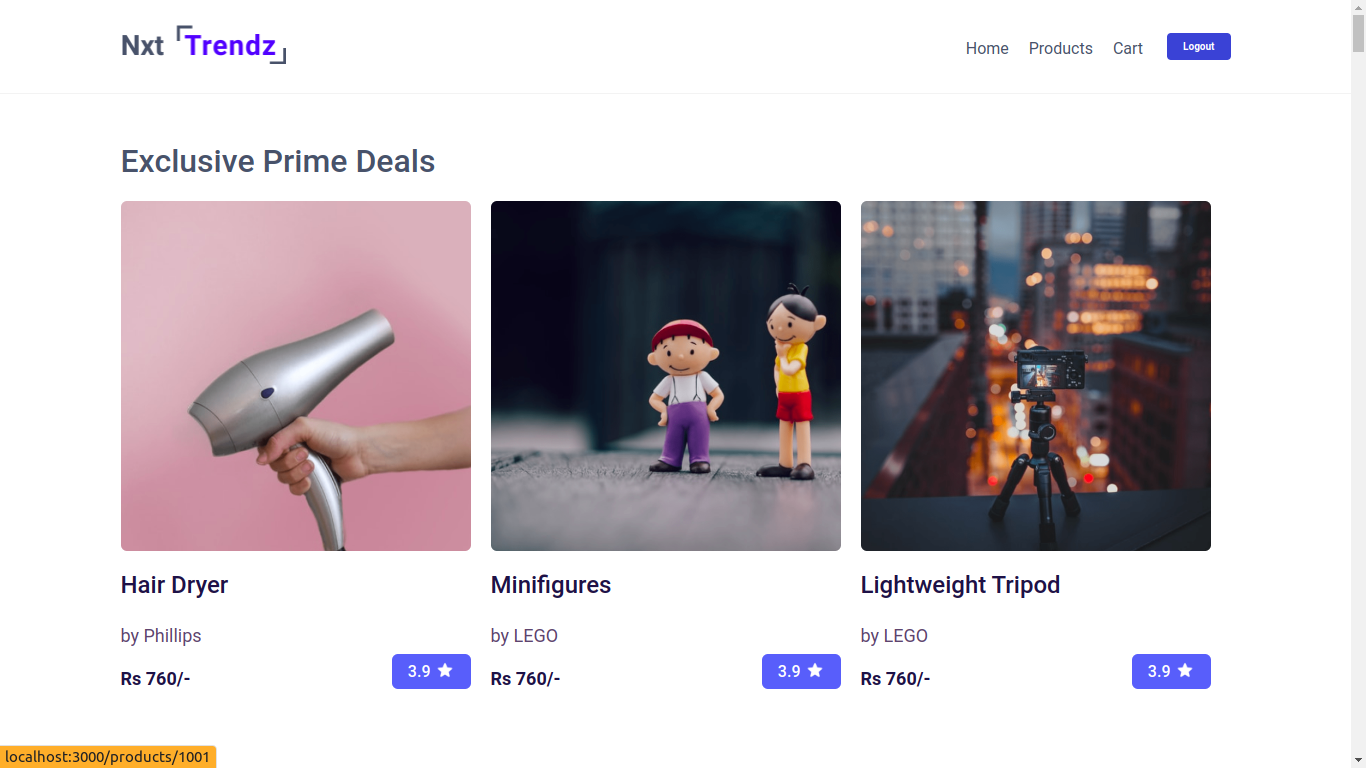 Nxt Trendz
Home Products Cart Logout
Exclusive Prime Deals
Hair Dryer
by Phillips
Rs 760/-
3.9
Minifigures
by LEGO
Rs 760/-
3.9
Lightweight Tripod
by LEGO
Rs 760/-
3.9
localhost:3000/products/1001